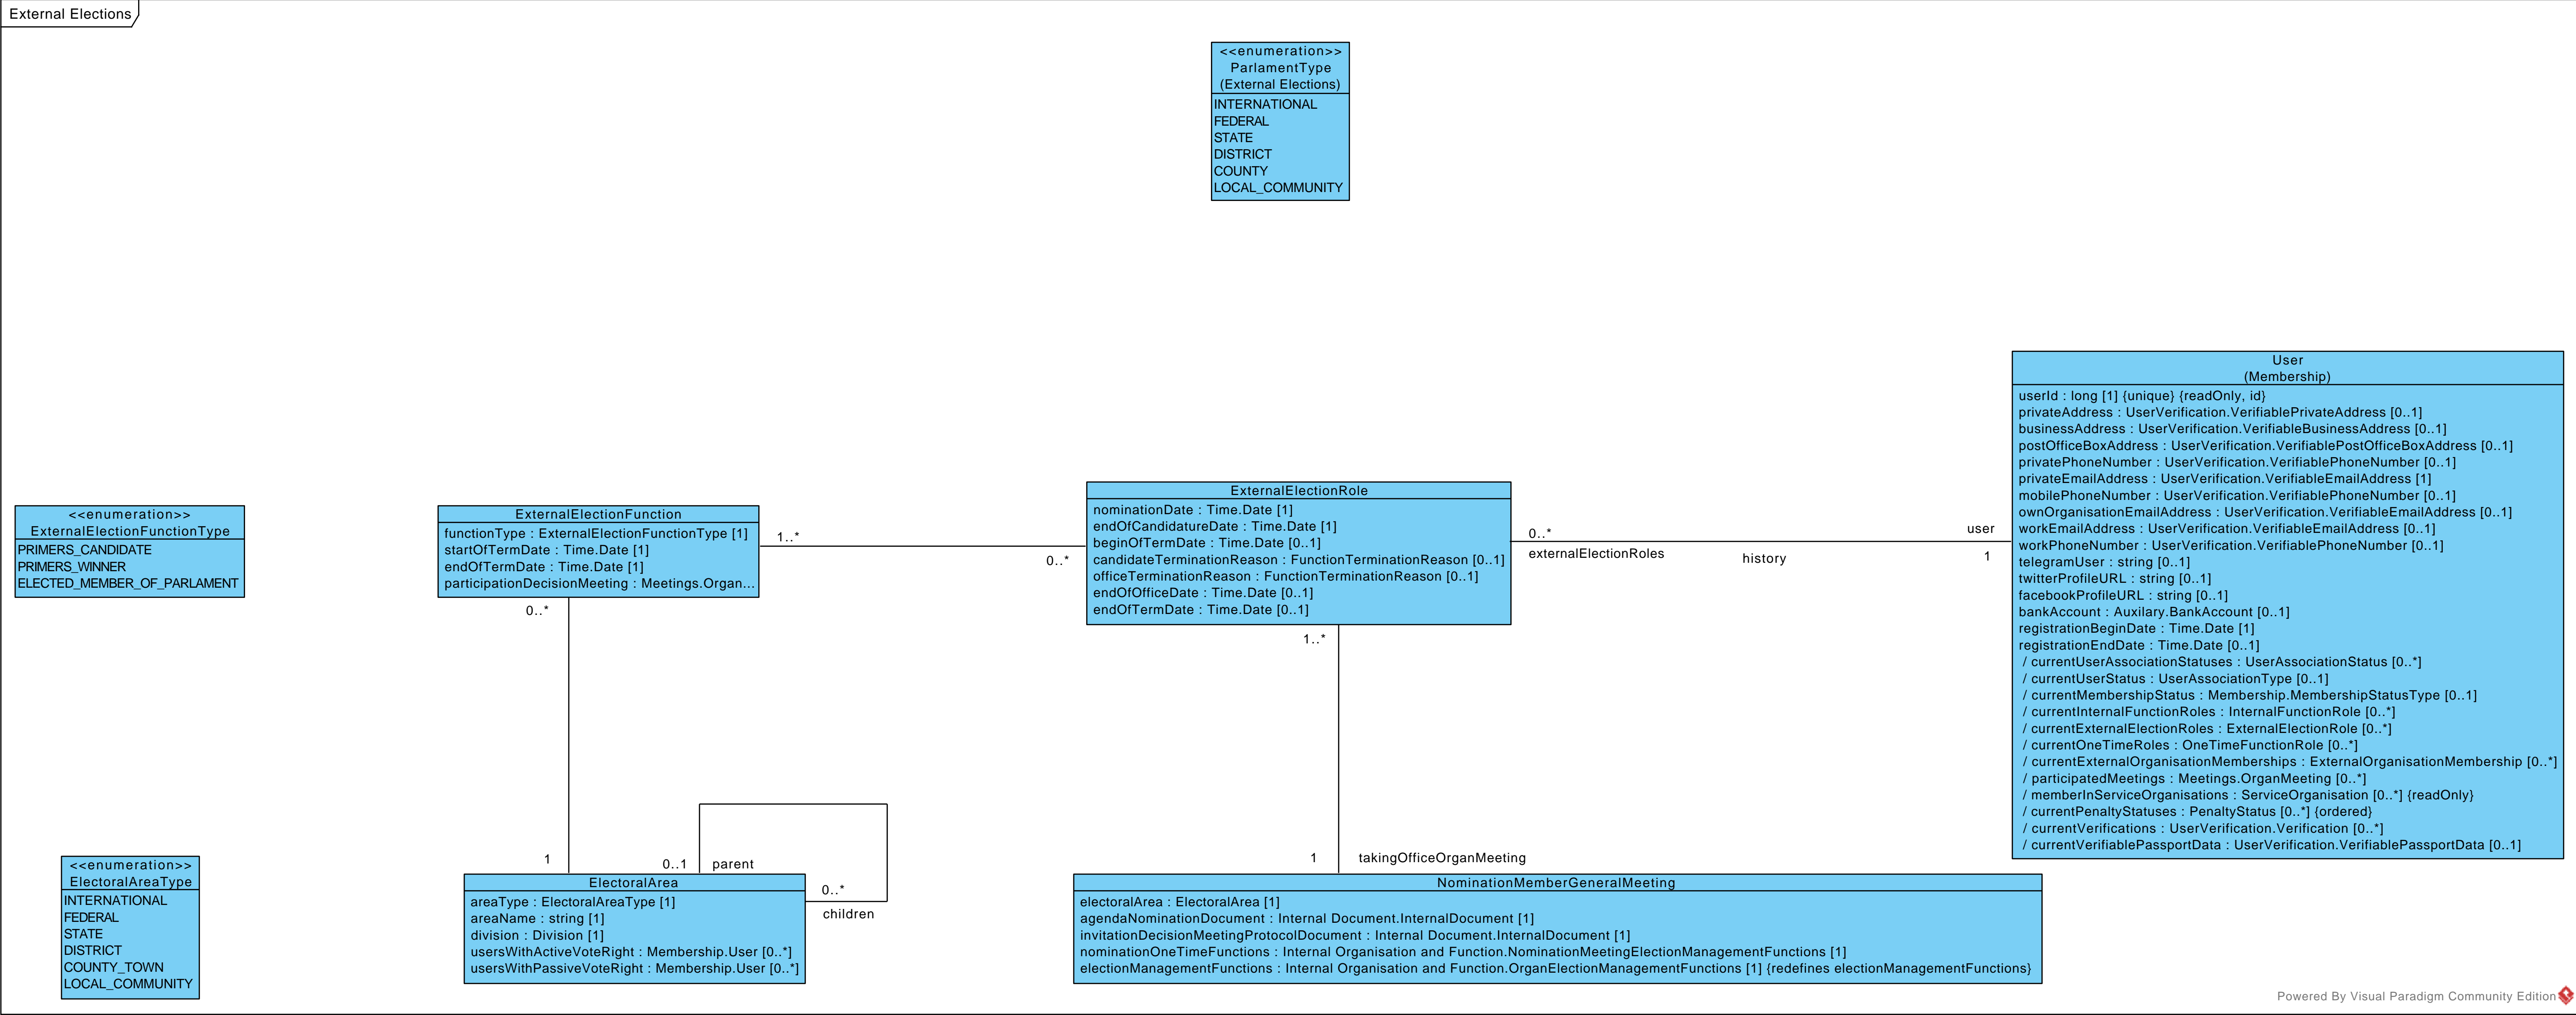 External Elections
<<enumeration>>
ParlamentType
(External Elections)
INTERNATIONAL
FEDERAL
STATE
DISTRICT
COUNTY
LOCAL_COMMUNITY
<<enumeration>>
ExternalElectionFunctionType
PRIMERS_CANDIDATE
PRIMERS_WINNER
ELECTED_MEMBER_OF_PARLAMENT
ExternalElectionFunction
functionType : ExternalElectionFunctionType [1]
startOfTermDate : Time.Date [1]
endOfTermDate : Time.Date [1]
participationDecisionMeeting : Meetings.Organ...
1..*
0..*
ExternalElectionRole
nominationDate : Time.Date [1]
endOfCandidatureDate : Time.Date [1]
beginOfTermDate : Time.Date [0..1]
candidateTerminationReason : FunctionTerminationReason [0..1]
officeTerminationReason : FunctionTerminationReason [0..1]
endOfOfficeDate : Time.Date [0..1]
endOfTermDate : Time.Date [0..1]
0..*
externalElectionRoles
history
user
1
User
(Membership)
userId : long [1] {unique} {readOnly, id}
privateAddress : UserVerification.VerifiablePrivateAddress [0..1]
businessAddress : UserVerification.VerifiableBusinessAddress [0..1]
postOfficeBoxAddress : UserVerification.VerifiablePostOfficeBoxAddress [0..1]
privatePhoneNumber : UserVerification.VerifiablePhoneNumber [0..1]
privateEmailAddress : UserVerification.VerifiableEmailAddress [1]
mobilePhoneNumber : UserVerification.VerifiablePhoneNumber [0..1]
ownOrganisationEmailAddress : UserVerification.VerifiableEmailAddress [0..1]
workEmailAddress : UserVerification.VerifiableEmailAddress [0..1]
workPhoneNumber : UserVerification.VerifiablePhoneNumber [0..1]
telegramUser : string [0..1]
twitterProfileURL : string [0..1]
facebookProfileURL : string [0..1]
bankAccount : Auxilary.BankAccount [0..1]
registrationBeginDate : Time.Date [1]
registrationEndDate : Time.Date [0..1]
/ currentUserAssociationStatuses : UserAssociationStatus [0..*]
/ currentUserStatus : UserAssociationType [0..1]
/ currentMembershipStatus : Membership.MembershipStatusType [0..1]
/ currentInternalFunctionRoles : InternalFunctionRole [0..*]
/ currentExternalElectionRoles : ExternalElectionRole [0..*]
/ currentOneTimeRoles : OneTimeFunctionRole [0..*]
/ currentExternalOrganisationMemberships : ExternalOrganisationMembership [0..*]
/ participatedMeetings : Meetings.OrganMeeting [0..*]
/ memberInServiceOrganisations : ServiceOrganisation [0..*] {readOnly}
/ currentPenaltyStatuses : PenaltyStatus [0..*] {ordered}
/ currentVerifications : UserVerification.Verification [0..*]
/ currentVerifiablePassportData : UserVerification.VerifiablePassportData [0..1]
0..*
1
1..*
1
takingOfficeOrganMeeting
<<enumeration>>
ElectoralAreaType
INTERNATIONAL
FEDERAL
STATE
DISTRICT
COUNTY_TOWN
LOCAL_COMMUNITY
0..1
parent
0..*
children
ElectoralArea
areaType : ElectoralAreaType [1]
areaName : string [1]
division : Division [1]
usersWithActiveVoteRight : Membership.User [0..*]
usersWithPassiveVoteRight : Membership.User [0..*]
NominationMemberGeneralMeeting
electoralArea : ElectoralArea [1]
agendaNominationDocument : Internal Document.InternalDocument [1]
invitationDecisionMeetingProtocolDocument : Internal Document.InternalDocument [1]
nominationOneTimeFunctions : Internal Organisation and Function.NominationMeetingElectionManagementFunctions [1]
electionManagementFunctions : Internal Organisation and Function.OrganElectionManagementFunctions [1] {redefines electionManagementFunctions}
Powered By Visual Paradigm Community Edition